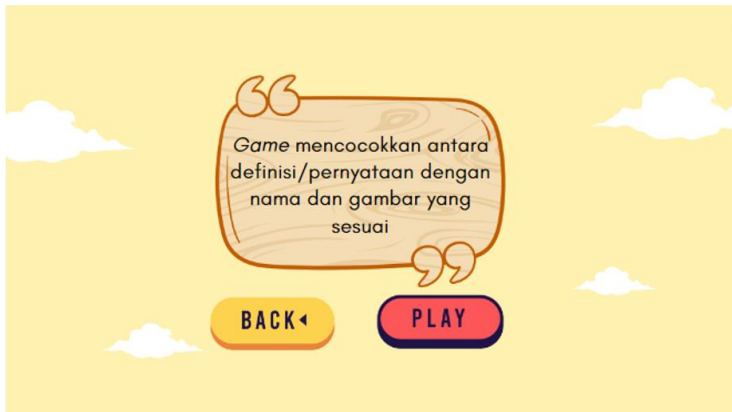 Game mencocokkan antara
definisi/pernyataan dengan
nama dan gambar yang
sesuai
BACK
PLAY